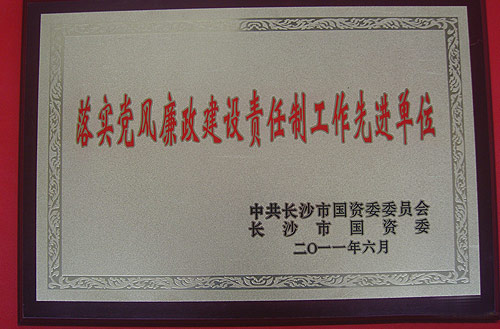 落实党风廉政建设责任制工作先进单位
中共长沙市国资委委员会
长沙市国资委
二〇一一年六月